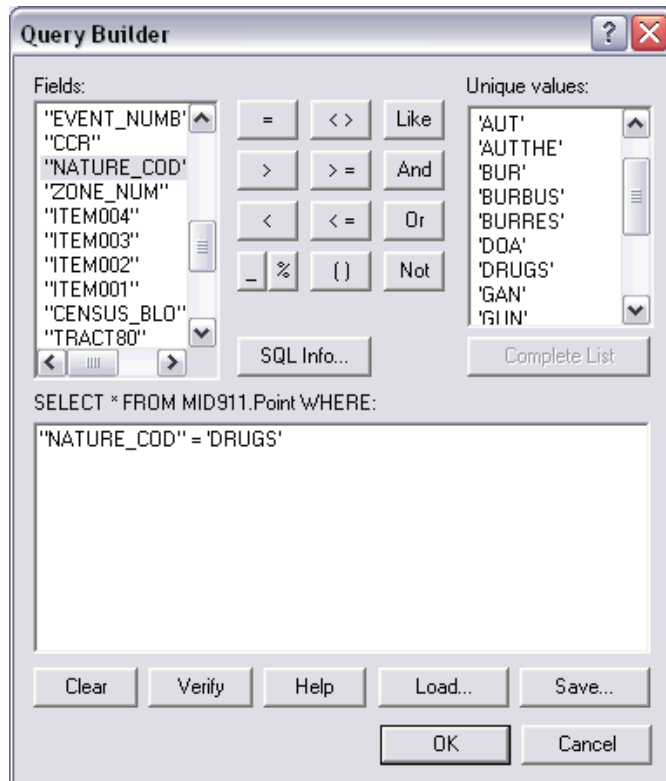 Query Builder
Fields:
"EVENT_NUMB'
"CCR"
"NATURE_COD'
"ZONE_NUM"
"ITEM004"
"ITEM003"
"ITEM002"
"ITEM001"
"CENSUS_BLO"
"TRACT80"
= < > Like
> > = And
< < = Or
_ % ( ) Not
SQL Info...
Unique values:
'AUT'
'AUTTHE'
'BUR'
'BURBUS'
'BURRES'
'DOA'
'DRUGS'
'GAN'
'GUN'
Complete List
SELECT * FROM MID911.Point WHERE:
"NATURE_COD" = 'DRUGS'
Clear Verify Help Load... Save...
OK Cancel